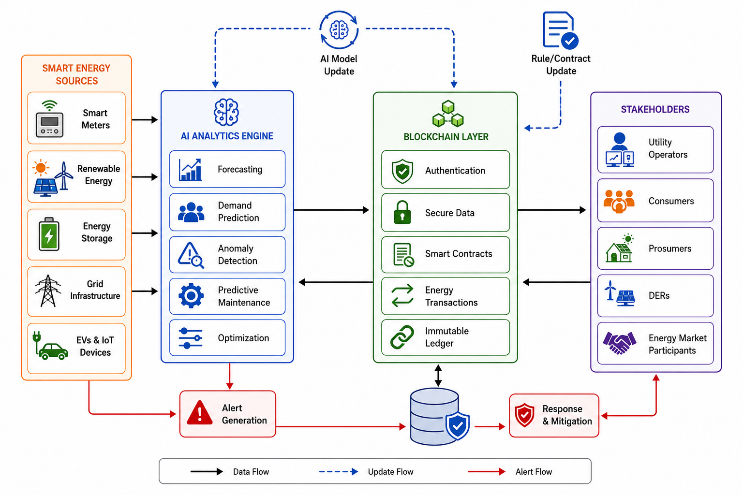 AI Model
Update
Rule/Contract
Update
SMART ENERGY
SOURCES
Smart
Meters
Renewable
Energy
Energy
Storage
Grid
Infrastructure
EVs & IoT
Devices
AI ANALYTICS ENGINE
Forecasting
Demand
Prediction
Anomaly
Detection
Predictive
Maintenance
Optimization
BLOCKCHAIN LAYER
Authentication
Secure Data
Smart Contracts
Energy
Transactions
Immutable
Ledger
STAKEHOLDERS
Utility
Operators
Consumers
Prosumers
DERs
Energy Market
Participants
Alert
Generation
Response
& Mitigation
Data Flow
Update Flow
Alert Flow